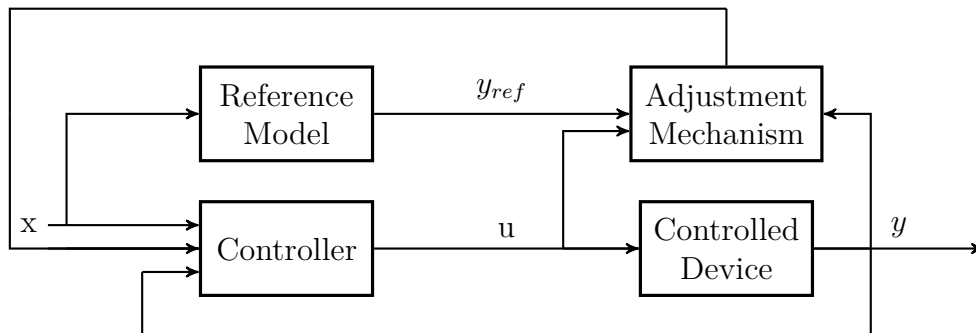 Reference
Model
y_ref
Adjustment
Mechanism
x
Controller
u
Controlled
Device
y